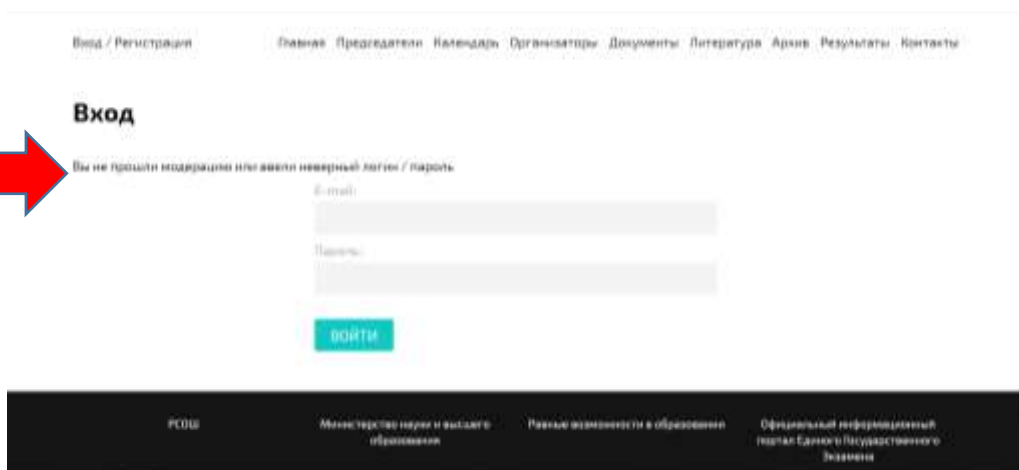 Вход / Регистрация
Главная Председатели Календарь Организаторы Документы Литература Архив Результаты Контакты
Вход
Вы не прошли модерацию или ввели неверный логин / пароль
E-mail:
Пароль:
ВОЙТИ
РСОШ
Министерство науки и высшего
образования
Равные возможности в образовании
Официальный информационный
портал Единого Государственного
Экзамена